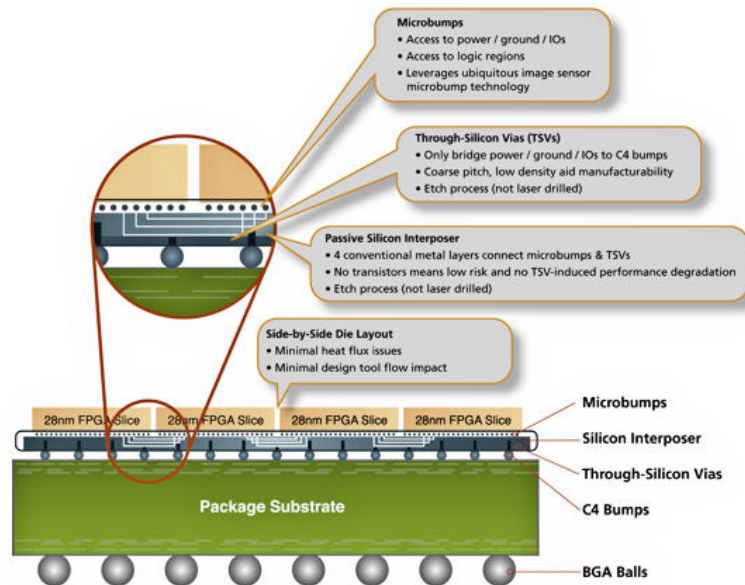 Microbumps
• Access to power / ground / IOs
• Access to logic regions
• Leverages ubiquitous image sensor
microbump technology
Through-Silicon Vias (TSVs)
• Only bridge power / ground / IOs to C4 bumps
• Coarse pitch, low density aid manufacturability
• Etch process (not laser drilled)
Passive Silicon Interposer
• 4 conventional metal layers connect microbumps & TSVs
• No transistors means low risk and no TSV-induced performance degradation
• Etch process (not laser drilled)
Side-by-Side Die Layout
• Minimal heat flux issues
• Minimal design tool flow impact
28nm FPGA Slice
28nm FPGA Slice
28nm FPGA Slice
28nm FPGA Slice
Microbumps
Silicon Interposer
Through-Silicon Vias
C4 Bumps
Package Substrate
BGA Balls